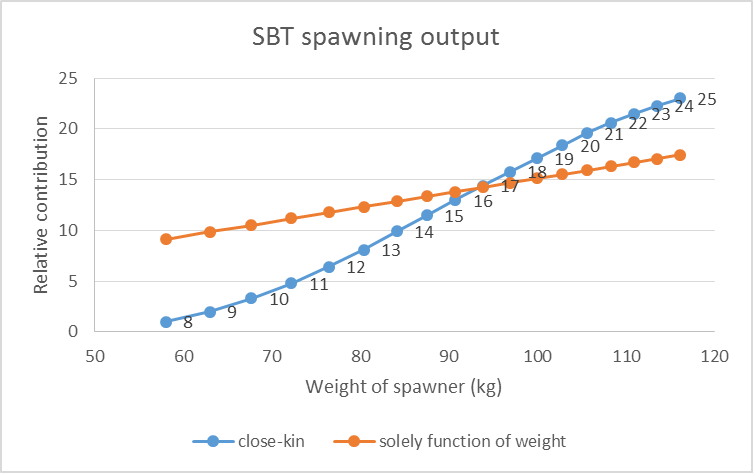 SBT spawning output
25
20
15
10
5
0
Relative contribution
8 9 10 11 12 13 14 15 16 17 18 19 20 21 22 23 24 25
50 60 70 80 90 100 110 120
Weight of spawner (kg)
close-kin solely function of weight